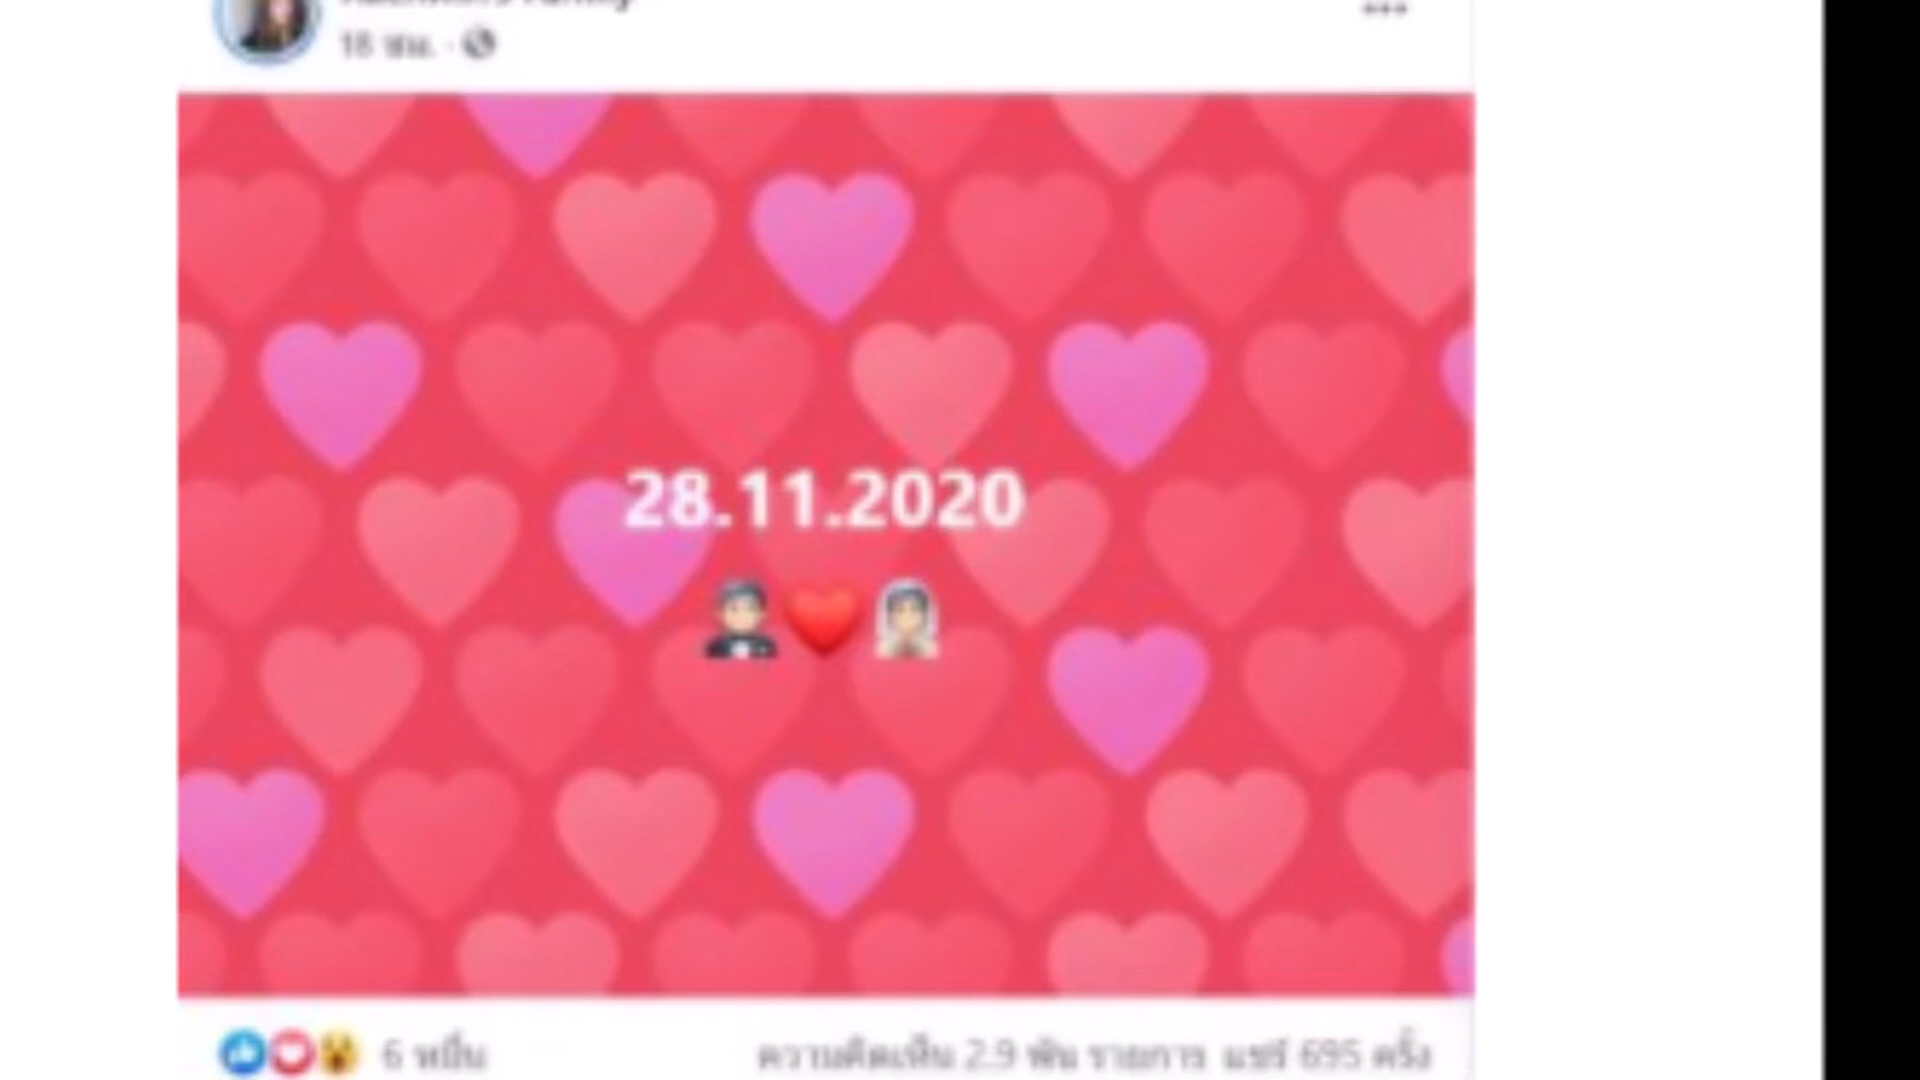 18 ชม.
28.11.2020
6 หมื่น
ความคิดเห็น 2.9 พัน รายการ แชร์ 695 ครั้ง